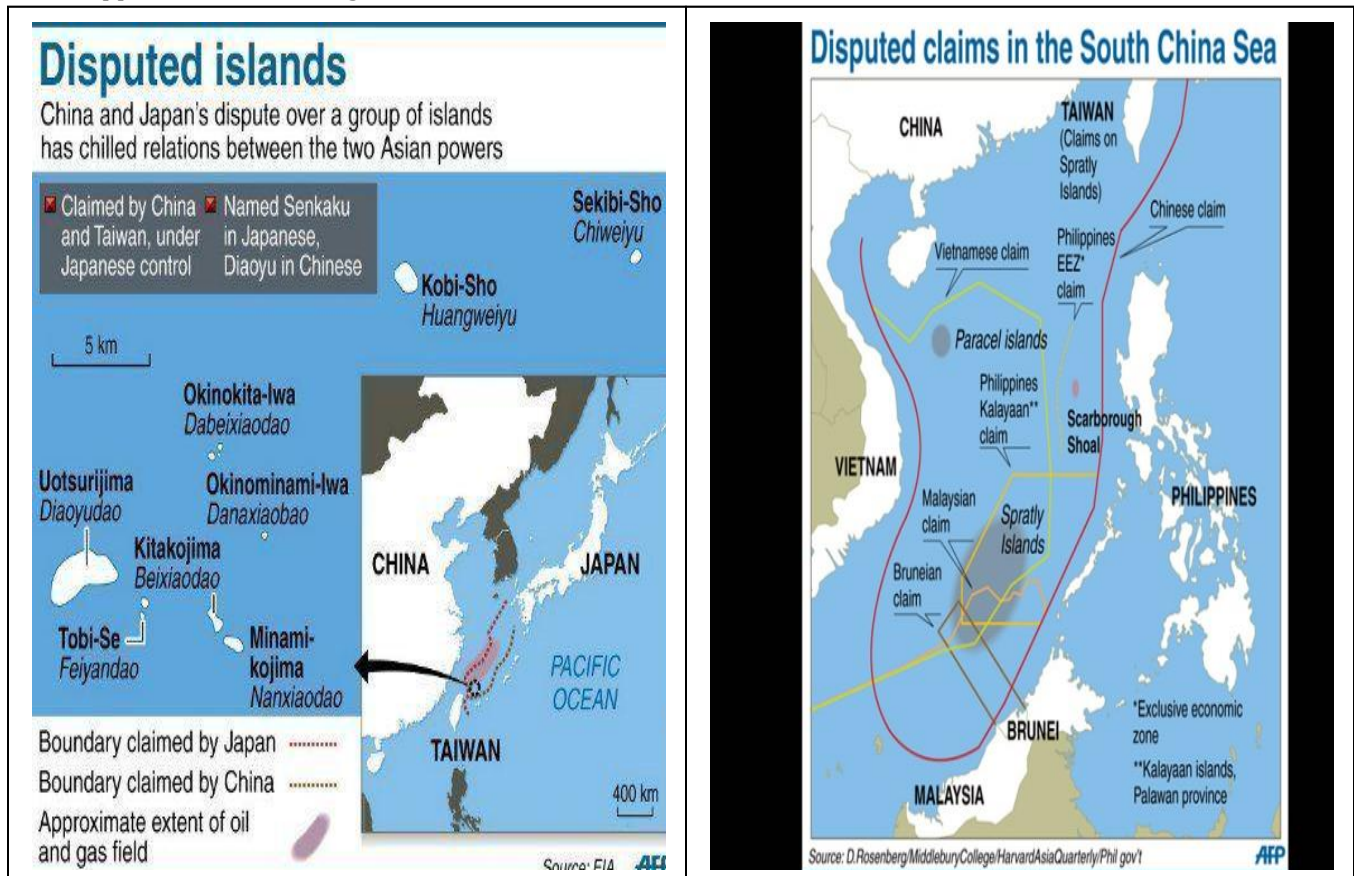 Disputed islands
China and Japan's dispute over a group of islands
has chilled relations between the two Asian powers
Claimed by China
and Taiwan, under
Japanese control
Named Senkaku
in Japanese,
Diaoyu in Chinese
Sekibi-Sho
Chiweiyu
Kobi-Sho
Huangweiyu
5 km
Okinokita-Iwa
Dabeixiaodao
Uotsurijima
Diaoyudao
Okinominami-Iwa
Danaxiaobao
Kitakojima
Beixiaodao
Tobi-Se
Feiyandao
Minami-
kojima
Nanxiaodao
CHINA
JAPAN
PACIFIC
OCEAN
TAIWAN
400 km
Boundary claimed by Japan
Boundary claimed by China
Approximate extent of oil
and gas field
Source: EIA
AFP
Disputed claims in the South China Sea
CHINA
TAIWAN
(Claims on
Spratly
Islands)
Chinese claim
Vietnamese claim
Philippines
EEZ*
claim
Paracel islands
Philippines
Kalayaan**
claim
Scarborough
Shoal
VIETNAM
PHILIPPINES
Malaysian
claim
Spratly
Islands
Bruneian
claim
BRUNEI
MALAYSIA
*Exclusive economic
zone
**Kalayaan islands,
Palawan province
Source: D.Rosenberg/MiddleburyCollege/HarvardAsiaQuarterly/Phil gov't
AFP